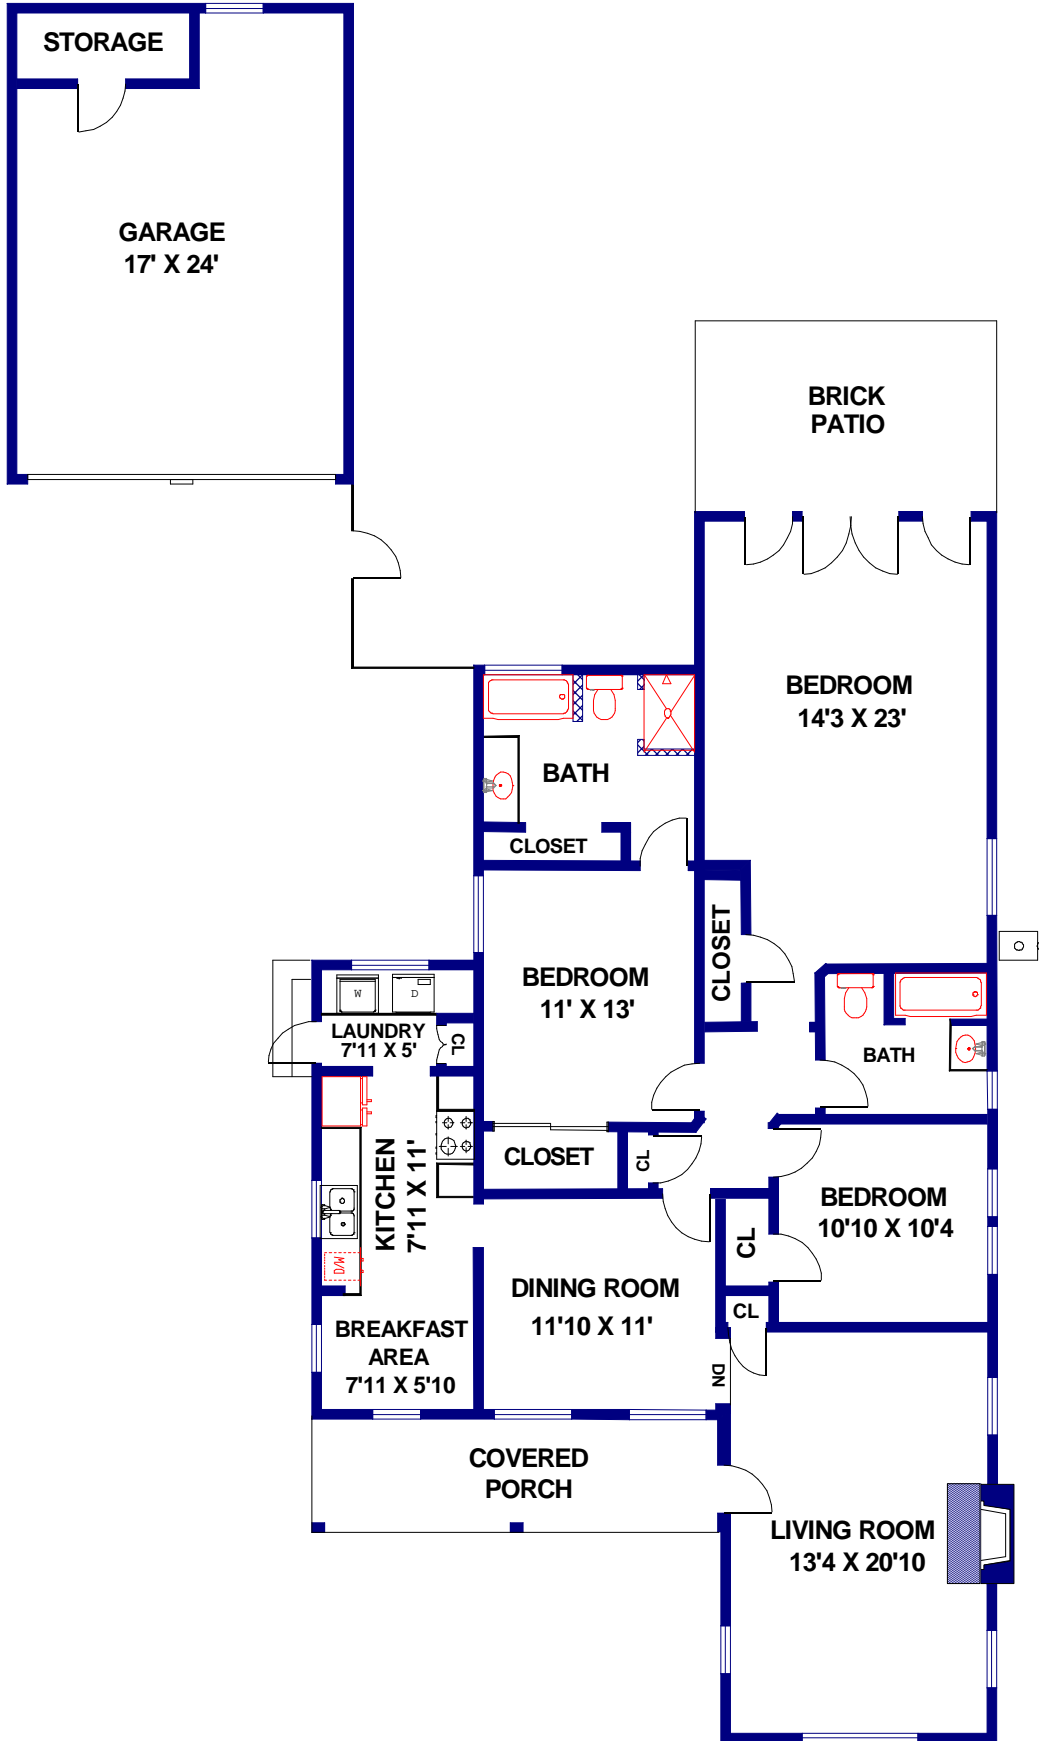 STORAGE
GARAGE
17' X 24'
BRICK
PATIO
BEDROOM
14'3 X 23'
BATH
CLOSET
CLOSET
BEDROOM
11' X 13'
W
D
LAUNDRY
7'11 X 5'
CL
BATH
KITCHEN
7'11 X 11'
CLOSET
CL
BEDROOM
10'10 X 10'4
CL
D/W
DINING ROOM
11'10 X 11'
CL
BREAKFAST
AREA
7'11 X 5'10
DN
COVERED
PORCH
LIVING ROOM
13'4 X 20'10